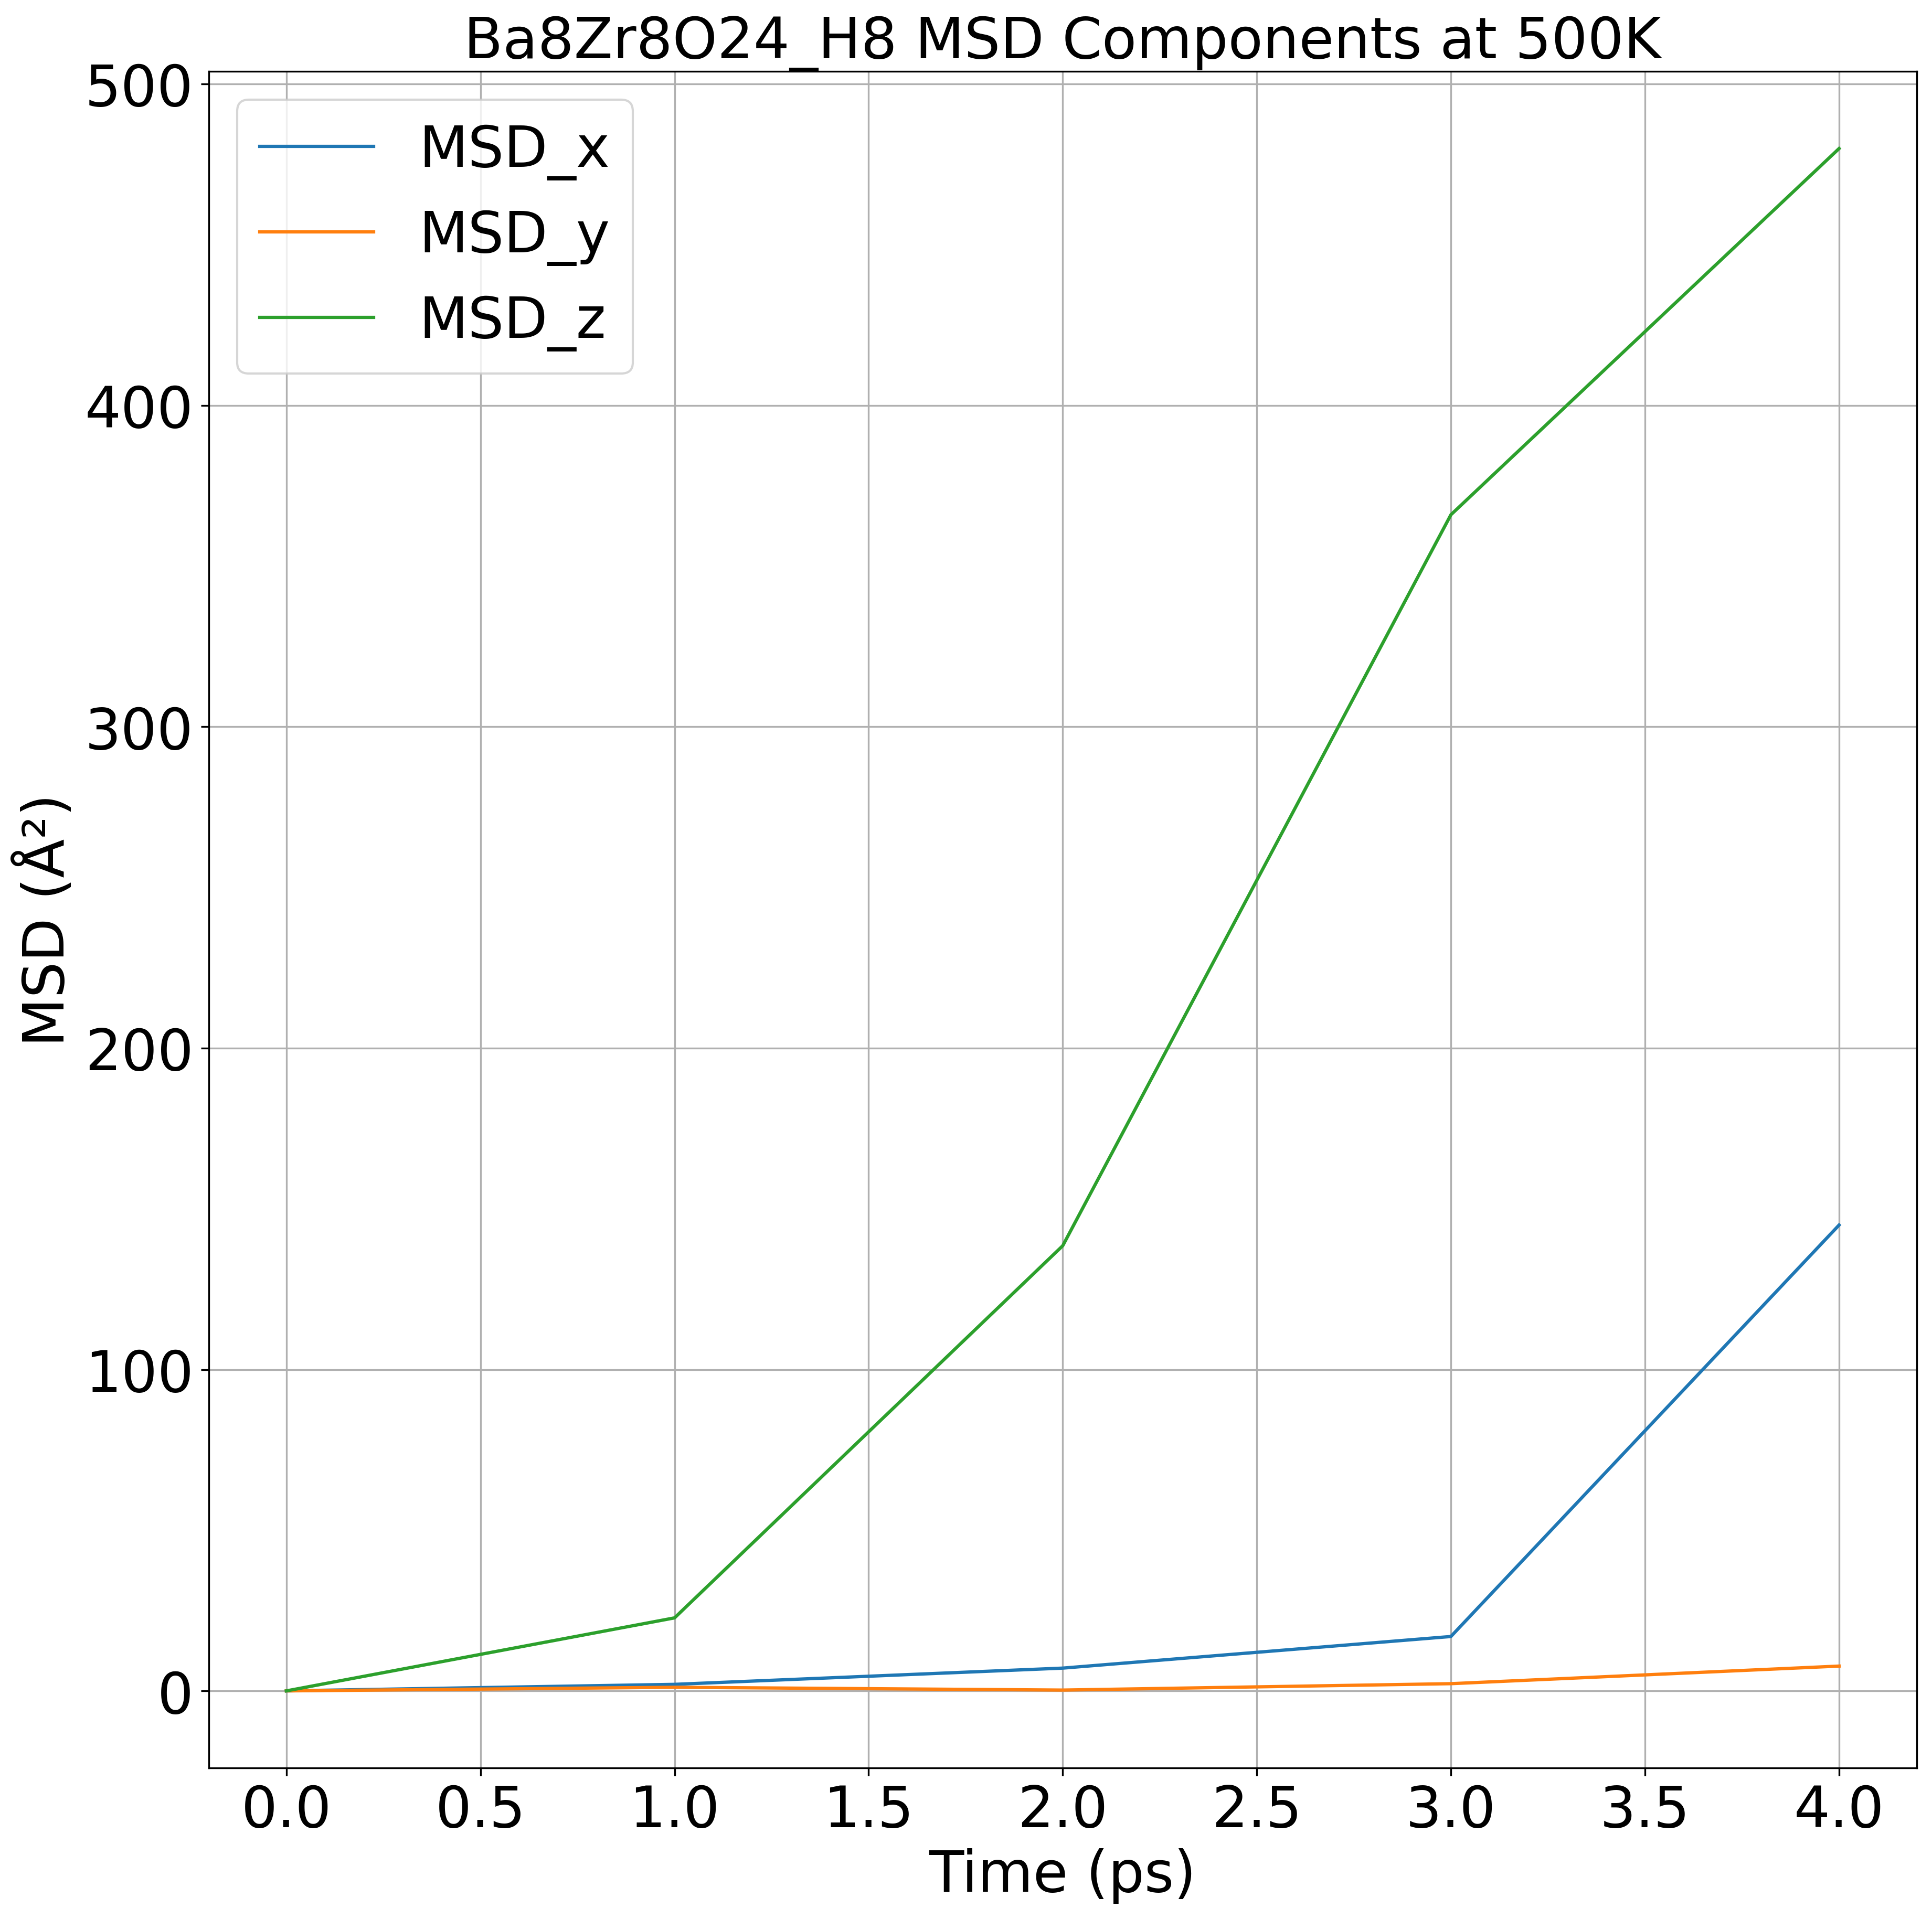 Ba8Zr8O24_H8 MSD Components at 500K
MSD_x
MSD_y
MSD_z
MSD (Å²)
500
400
300
200
100
0
0.0 0.5 1.0 1.5 2.0 2.5 3.0 3.5 4.0
Time (ps)